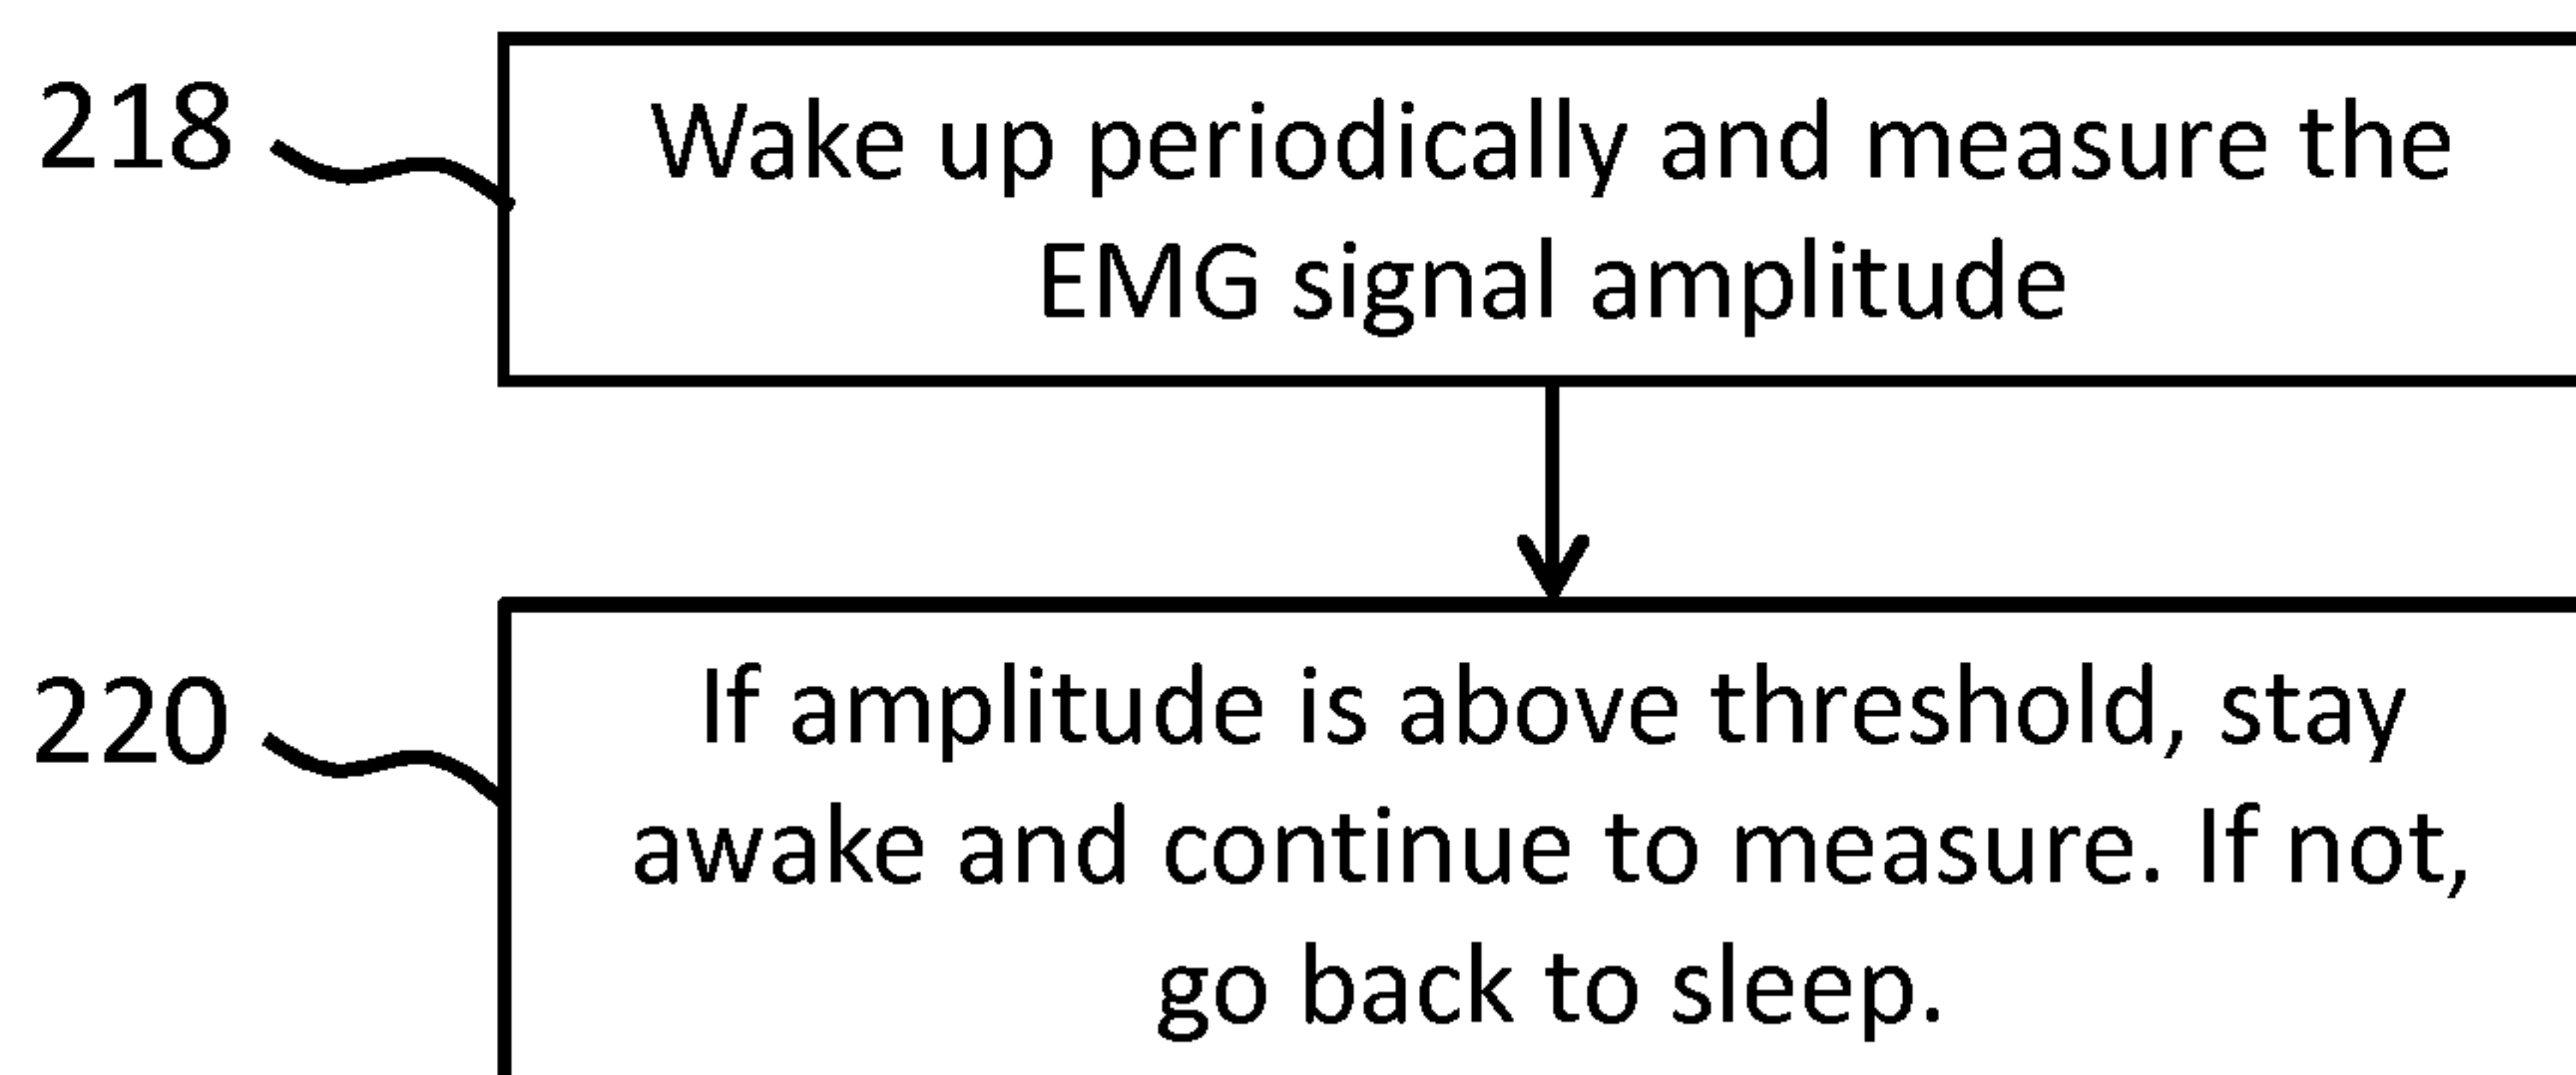 218
Wake up periodically and measure the
EMG signal amplitude
220
If amplitude is above threshold, stay
awake and continue to measure. If not,
go back to sleep.